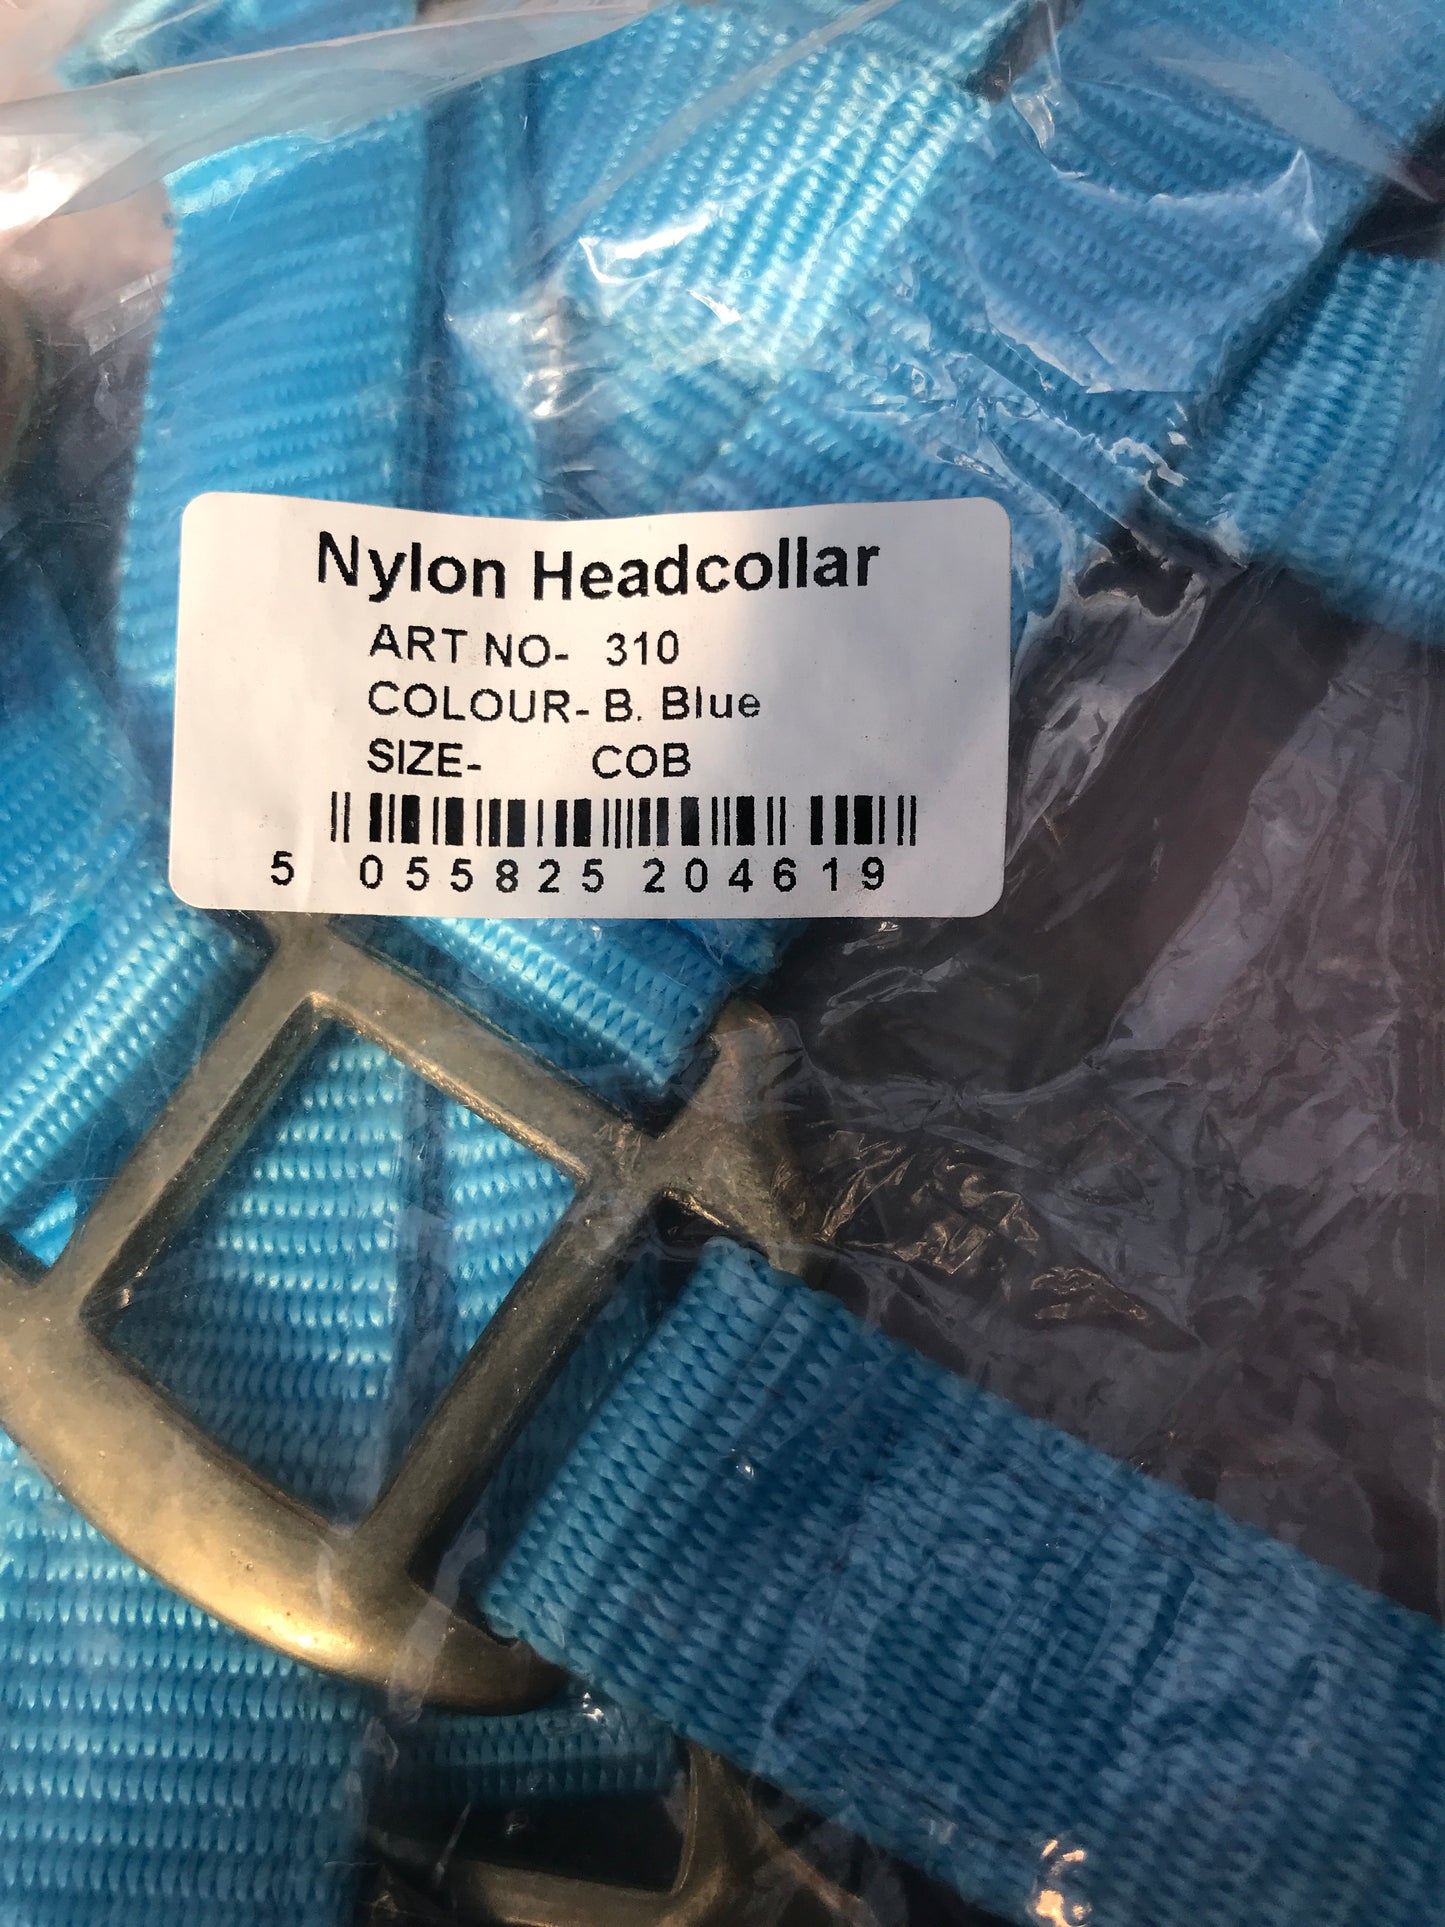 Nylon Headcollar
ART NO- 310
COLOUR- B. Blue
SIZE- COB
5 055825 204619